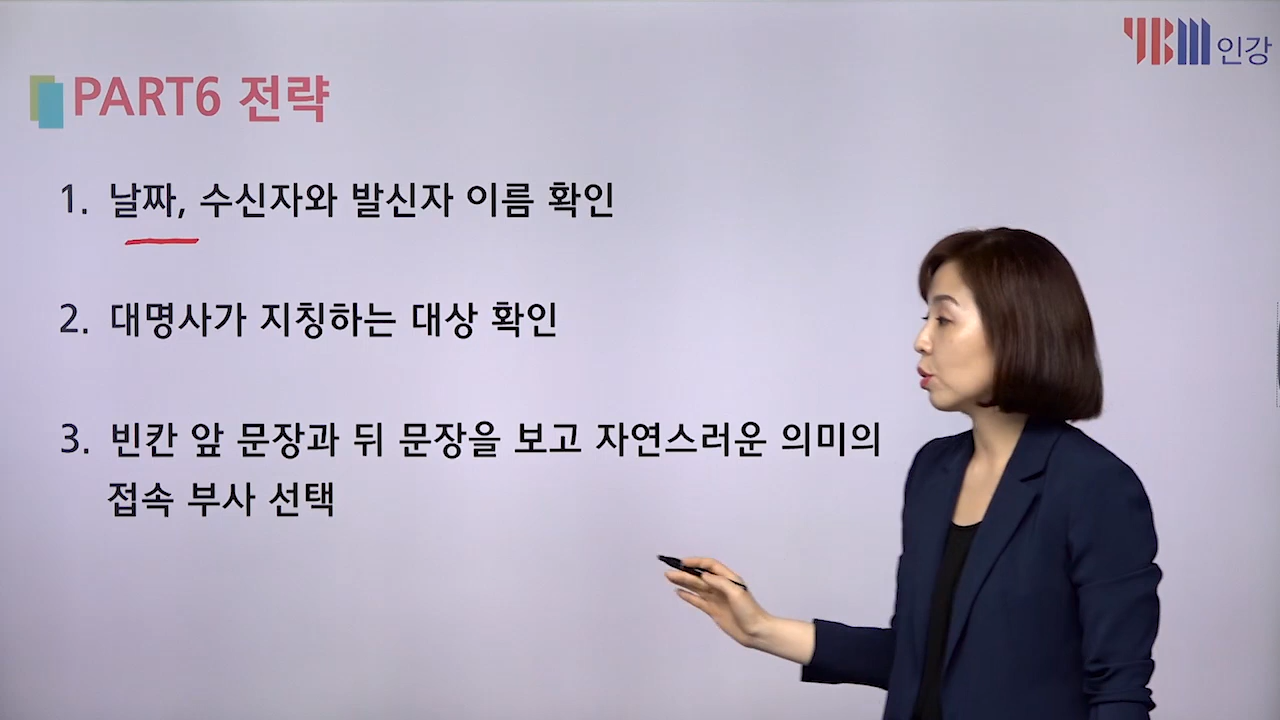 YBM 인강
PART6 전략
1. 날짜, 수신자와 발신자 이름 확인
2. 대명사가 지칭하는 대상 확인
3. 빈칸 앞 문장과 뒤 문장을 보고 자연스러운 의미의
접속 부사 선택